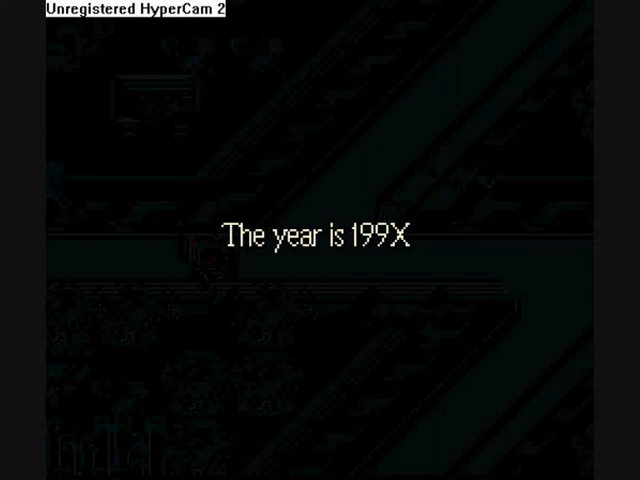 Unregistered HyperCam 2
The year is 199X